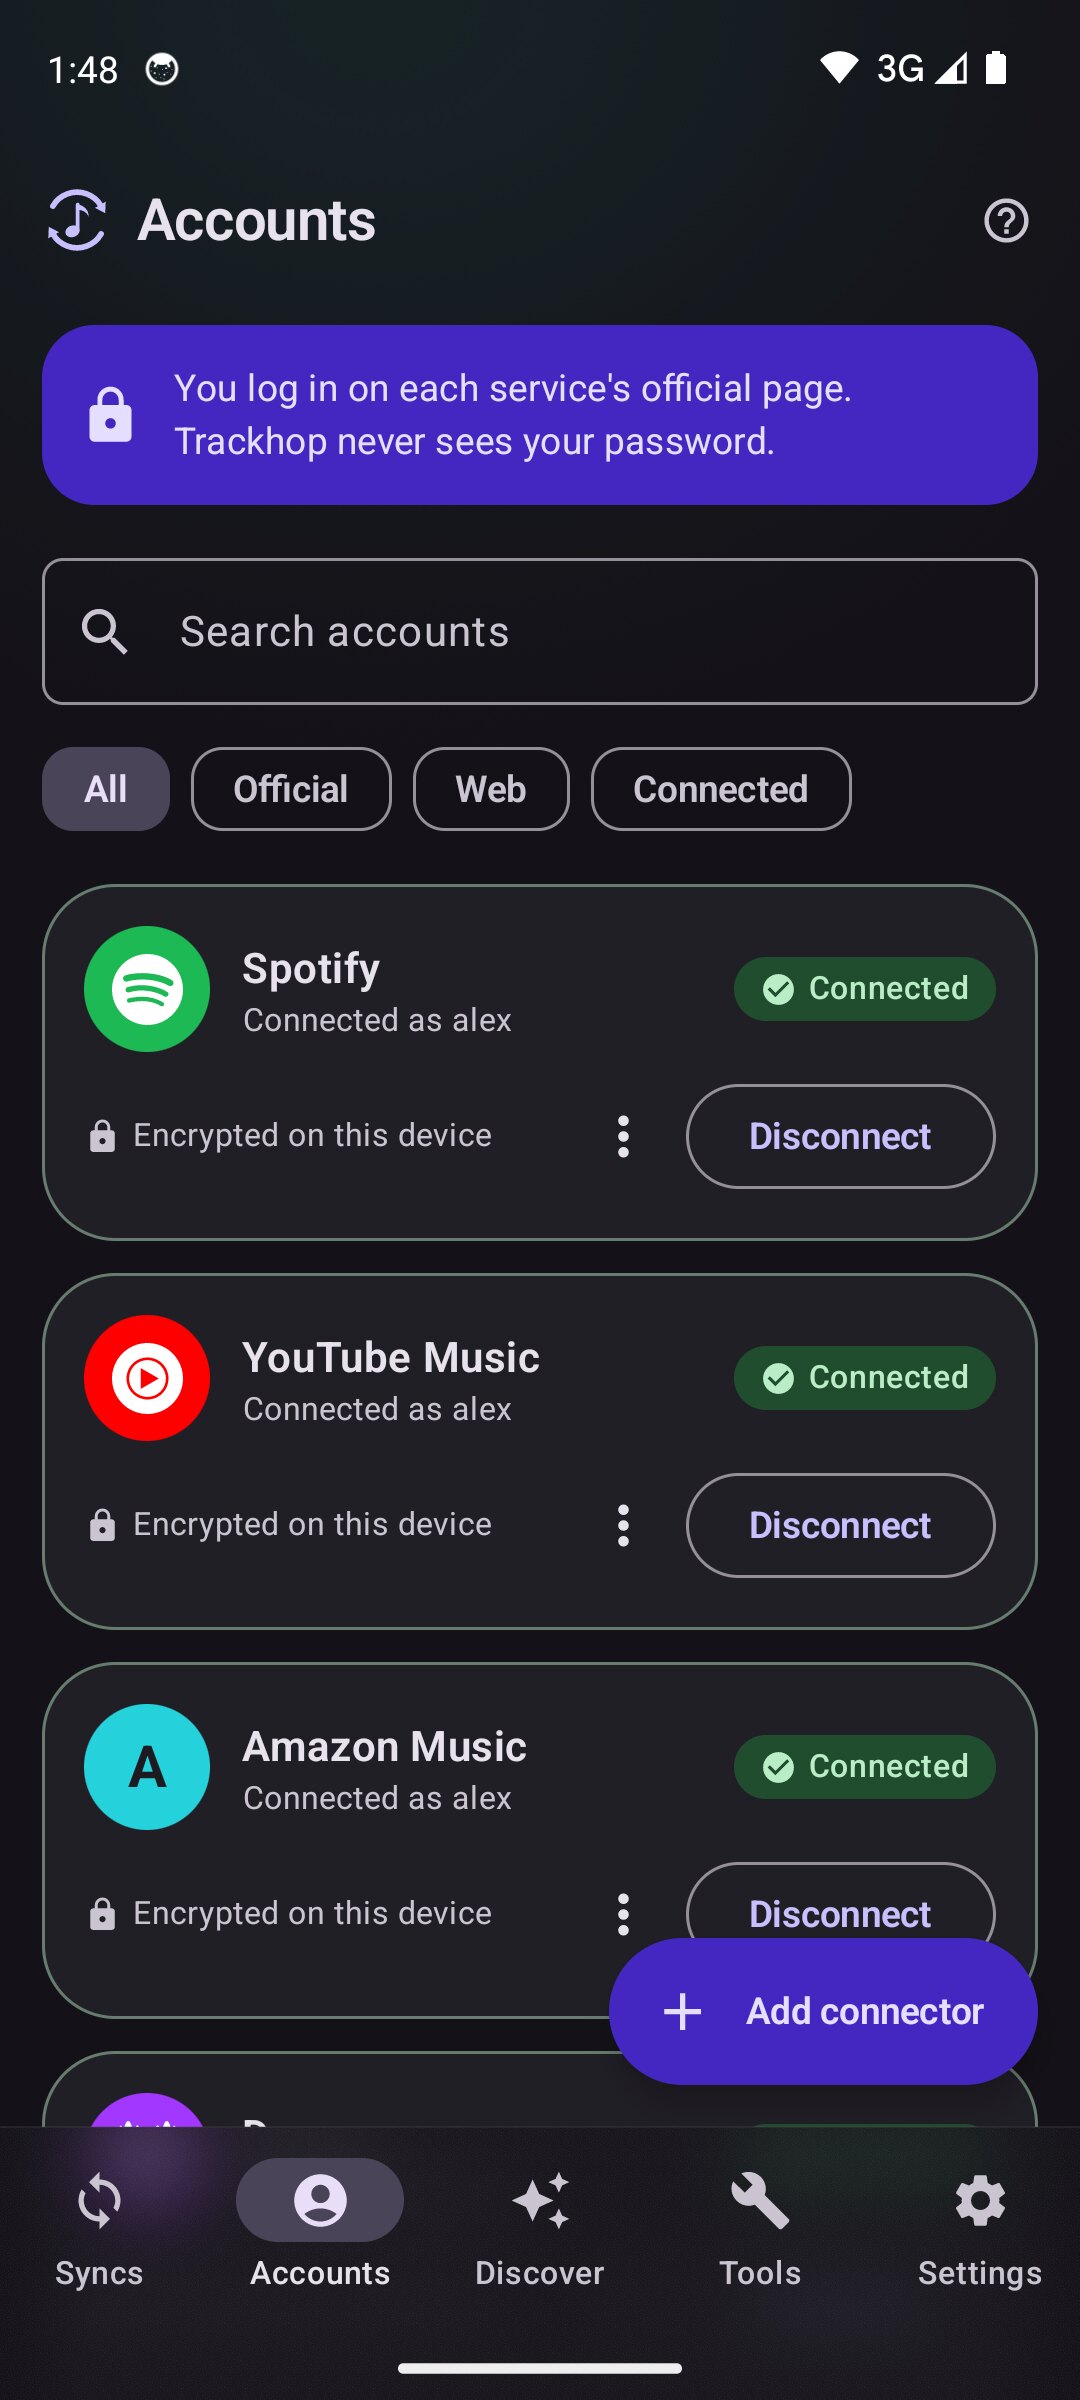 1:48
3G
Accounts
You log in on each service's official page.
Trackhop never sees your password.
Search accounts
All
Official
Web
Connected
Spotify
Connected as alex
Connected
Encrypted on this device
Disconnect
YouTube Music
Connected as alex
Connected
Encrypted on this device
Disconnect
A
Amazon Music
Connected as alex
Connected
Encrypted on this device
Disconnect
Add connector
Syncs
Accounts
Discover
Tools
Settings